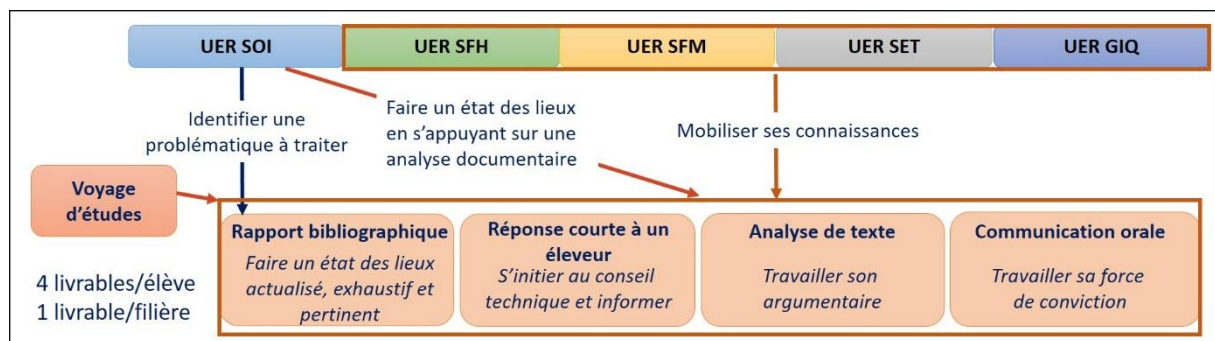 UER SOI
UER SFH
UER SFM
UER SET
UER GIQ
Identifier une
problématique à traiter
Faire un état des lieux
en s'appuyant sur une
analyse documentaire
Mobiliser ses connaissances
Voyage
d'études
Rapport bibliographique
Faire un état des lieux
actualisé, exhaustif et
pertinent
Réponse courte à un
éleveur
S'initier au conseil
technique et informer
Analyse de texte
Travailler son
argumentaire
Communication orale
Travailler sa force
de conviction
4 livrables/élève
1 livrable/filière